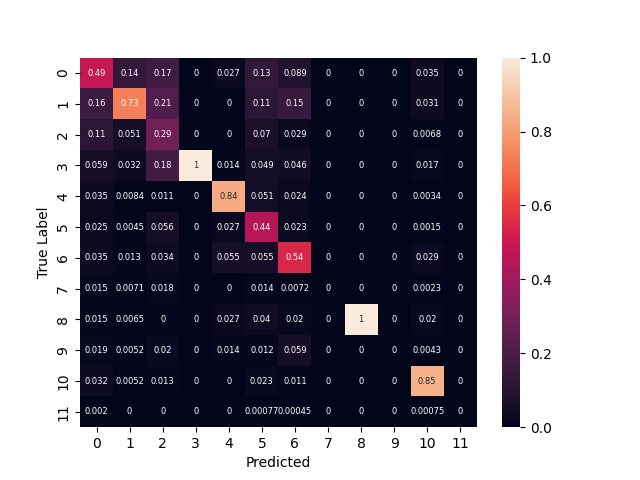 0 0.49 0.14 0.17 0 0.027 0.13 0.089 0 0 0 0.035 0
1 0.16 0.73 0.21 0 0 0.11 0.15 0 0 0 0.031 0
2 0.11 0.051 0.29 0 0 0.07 0.029 0 0 0 0.0068 0
3 0.059 0.032 0.18 1 0.014 0.049 0.046 0 0 0 0.017 0
4 0.035 0.0084 0.011 0 0.84 0.051 0.024 0 0 0 0.0034 0
5 0.025 0.0045 0.056 0 0.027 0.44 0.023 0 0 0 0.0015 0
6 0.035 0.013 0.034 0 0.055 0.055 0.54 0 0 0 0.029 0
7 0.015 0.0071 0.018 0 0 0.014 0.0072 0 0 0 0.0023 0
8 0.015 0.0065 0 0 0.027 0.04 0.02 0 1 0 0.02 0
9 0.019 0.0052 0.02 0 0.014 0.012 0.059 0 0 0 0.0043 0
10 0.032 0.0052 0.013 0 0 0.023 0.011 0 0 0 0.85 0
11 0.002 0 0 0 0 0.00077 0.00045 0 0 0 0.00075 0
0 1 2 3 4 5 6 7 8 9 10 11
Predicted
True Label
1.0
0.8
0.6
0.4
0.2
0.0